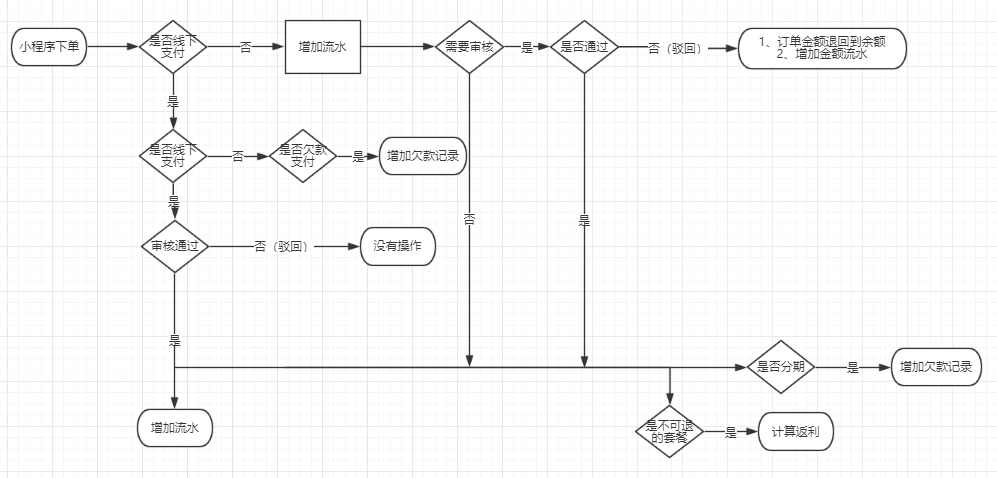 小程序下单
是否线下
支付
否
增加流水
需要审核
是
是否通过
否（驳回）
1、订单金额退回到余额
2、增加金额流水
是
是否线下
支付
否
是否欠款
支付
是
增加欠款记录
是
审核通过
否（驳回）
没有操作
否
是
是
是否分期
是
增加欠款记录
增加流水
是不可退
的套餐
是
计算返利